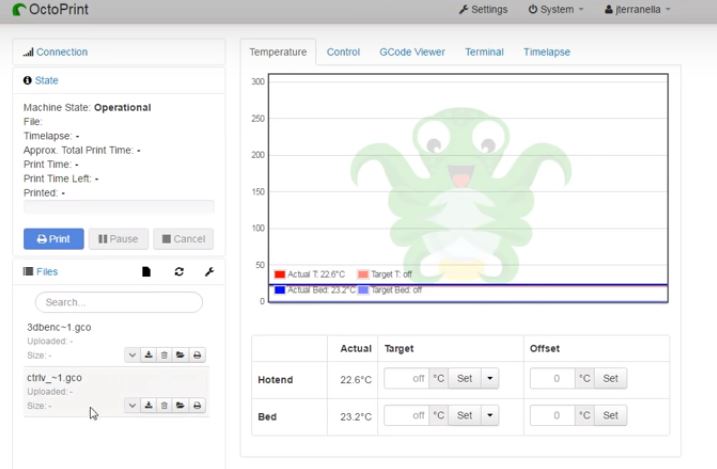 OctoPrint
Settings
System
jterranella
Connection
State
Machine State: Operational
File:
Timelapse: -
Approx. Total Print Time: -
Print Time: -
Print Time Left: -
Printed: -
Print
Pause
Cancel
Files
Search...
3dbenc~1.gco
Uploaded: -
Size: -
ctrlv_~1.gco
Uploaded: -
Size: -
Temperature
Control
GCode Viewer
Terminal
Timelapse
300
250
200
150
100
50
0
Actual T: 22.6°C
Target T: off
Actual Bed: 23.2°C
Target Bed: off
Actual
Target
Offset
Hotend
22.6°C
off
°C
Set
0
°C
Set
Bed
23.2°C
off
°C
Set
0
°C
Set